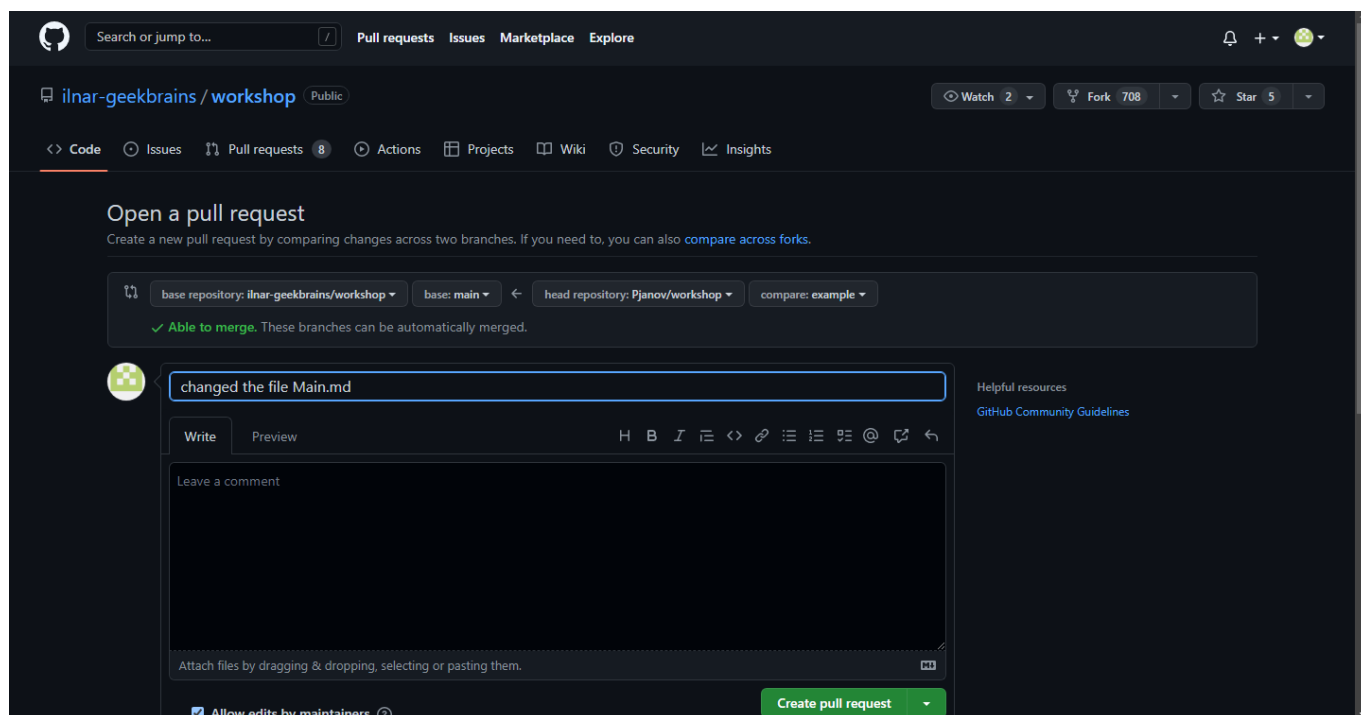 Search or jump to... / Pull requests Issues Marketplace Explore
ilnar-geekbrains / workshop Public Watch 2 Fork 708 Star 5
Code Issues Pull requests 8 Actions Projects Wiki Security Insights
Open a pull request
Create a new pull request by comparing changes across two branches. If you need to, you can also compare across forks.
base repository: ilnar-geekbrains/workshop base: main ← head repository: Pjanov/workshop compare: example
Able to merge. These branches can be automatically merged.
changed the file Main.md
Helpful resources
GitHub Community Guidelines
Write Preview
Leave a comment
Attach files by dragging & dropping, selecting or pasting them.
Create pull request
Allow edits by maintainers